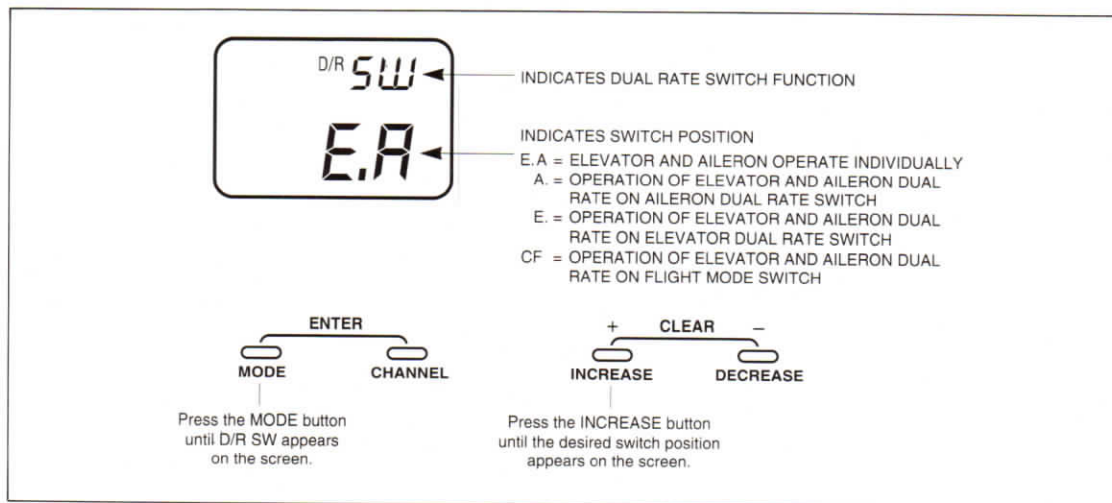 D/R SW
INDICATES DUAL RATE SWITCH FUNCTION
E.A
INDICATES SWITCH POSITION
E.A = ELEVATOR AND AILERON OPERATE INDIVIDUALLY
A. = OPERATION OF ELEVATOR AND AILERON DUAL
RATE ON AILERON DUAL RATE SWITCH
E. = OPERATION OF ELEVATOR AND AILERON DUAL
RATE ON ELEVATOR DUAL RATE SWITCH
CF = OPERATION OF ELEVATOR AND AILERON DUAL
RATE ON FLIGHT MODE SWITCH
ENTER
MODE CHANNEL
+ CLEAR −
INCREASE DECREASE
Press the MODE button
until D/R SW appears
on the screen.
Press the INCREASE button
until the desired switch position
appears on the screen.